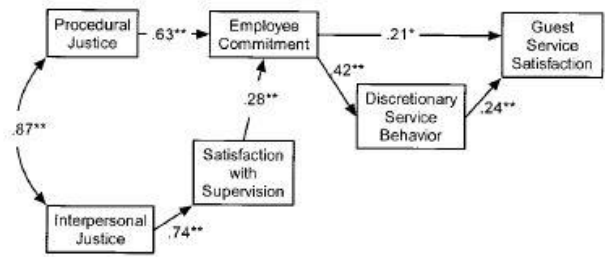 Procedural
Justice
.63**
Employee
Commitment
.21*
Guest
Service
Satisfaction
.42**
.28**
Discretionary
Service
Behavior
.24**
.87**
Satisfaction
with
Supervision
Interpersonal
Justice
.74**